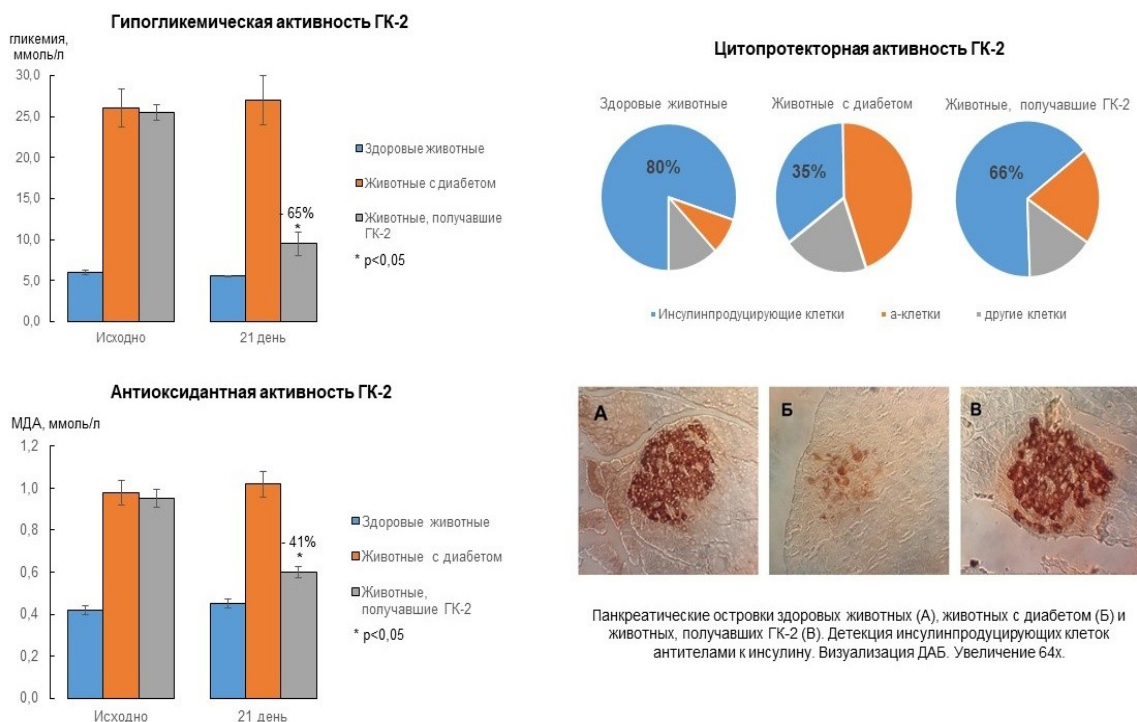 Гипогликемическая активность ГК-2
гликемия,
ммоль/л
30,0
25,0
20,0
15,0
10,0
5,0
0,0
- 65%
*
Исходно
21 день
Здоровые животные
Животные с диабетом
Животные, получавшие
ГК-2
* p<0,05
Антиоксидантная активность ГК-2
МДА, ммоль/л
1,2
1,0
0,8
0,6
0,4
0,2
0,0
- 41%
*
Исходно
21 день
Здоровые животные
Животные с диабетом
Животные,
получавшие ГК-2
* p<0,05
Цитопротекторная активность ГК-2
Здоровые животные
Животные с диабетом
Животные, получавшие ГК-2
80%
35%
66%
Инсулинпродуцирующие клетки
а-клетки
другие клетки
А
Б
В
Панкреатические островки здоровых животных (А), животных с диабетом (Б) и
животных, получавших ГК-2 (В). Детекция инсулинпродуцирующих клеток
антителами к инсулину. Визуализация ДАБ. Увеличение 64х.